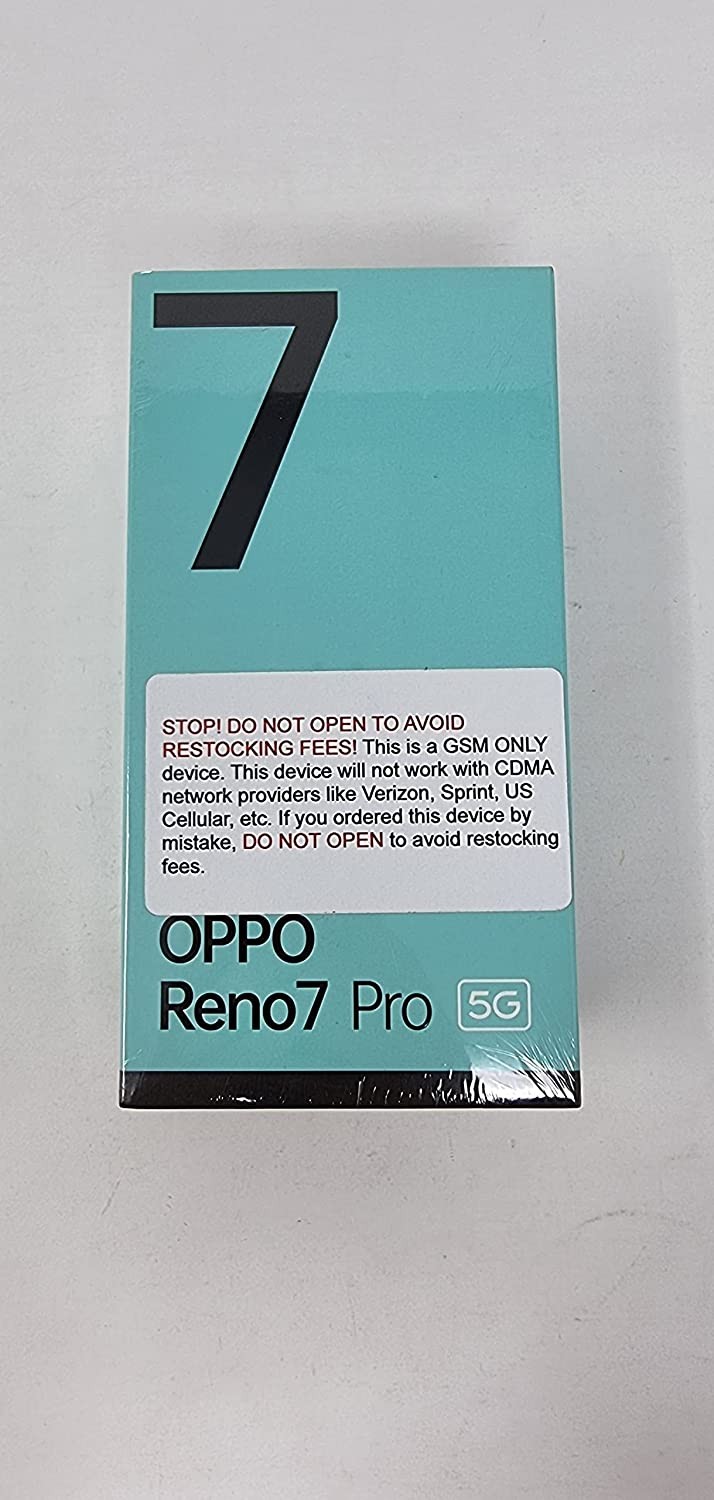 7
STOP! DO NOT OPEN TO AVOID
RESTOCKING FEES! This is a GSM ONLY
device. This device will not work with CDMA
network providers like Verizon, Sprint, US
Cellular, etc. If you ordered this device by
mistake, DO NOT OPEN to avoid restocking
fees.
OPPO
Reno7 Pro 5G